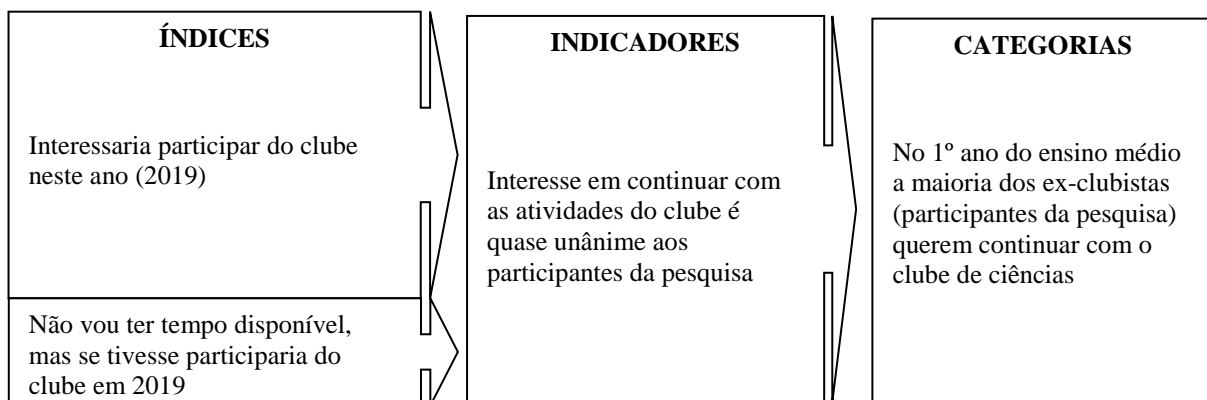 ÍNDICES
Interessaria participar do clube
neste ano (2019)
Não vou ter tempo disponível,
mas se tivesse participaria do
clube em 2019
INDICADORES
Interesse em continuar com
as atividades do clube é
quase unânime aos
participantes da pesquisa
CATEGORIAS
No 1º ano do ensino médio
a maioria dos ex-clubistas
(participantes da pesquisa)
querem continuar com o
clube de ciências